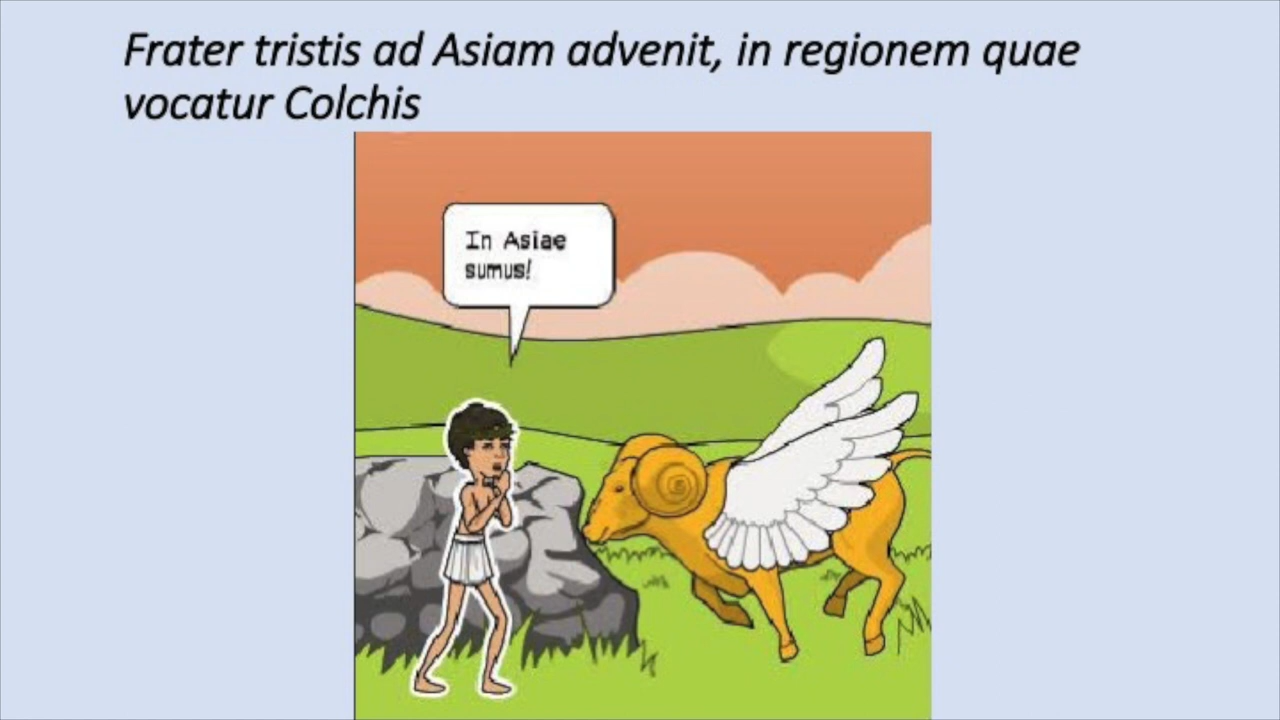 Frater tristis ad Asiam advenit, in regionem quae
vocatur Colchis
In Asiae
sumus!